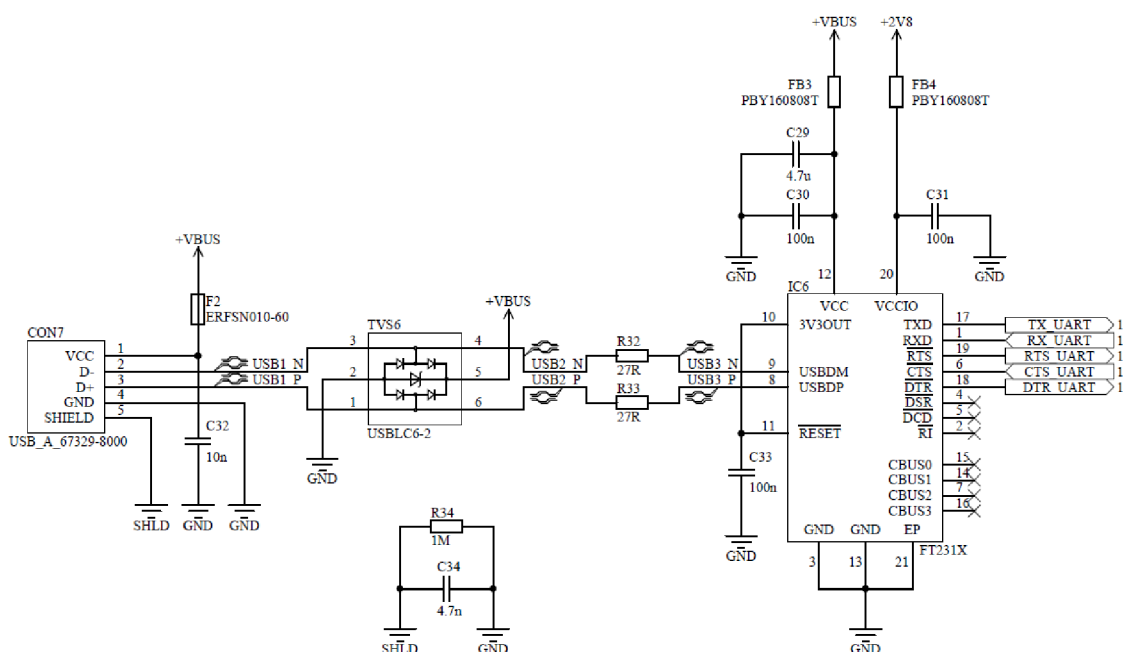 +VBUS
+2V8
FB3
PBY160808T
FB4
PBY160808T
C29
4.7u
C30
100n
C31
100n
GND
GND
12
20
IC6
VCC
VCCIO
10
3V3OUT
TXD
17
TX_UART
1
RXD
1
RX_UART
1
RTS
19
RTS_UART
1
9
USBDM
CTS
6
CTS_UART
1
8
USBDP
DTR
18
DTR_UART
1
DSR
4
DCD
5
11
RESET
RI
2
CBUS0
15
CBUS1
14
CBUS2
7
CBUS3
16
GND
GND
EP
FT231X
3
13
21
GND
C33
100n
GND
+VBUS
F2
ERFSN010-60
CON7
VCC
1
D-
2
D+
3
GND
4
SHIELD
5
USB_A_67329-8000
USB1_N
USB1_P
C32
10n
SHLD
GND
GND
TVS6
3
4
2
5
1
6
USBLC6-2
+VBUS
GND
USB2_N
USB2_P
R32
27R
R33
27R
USB3_N
USB3_P
R34
1M
C34
4.7n
SHLD
GND